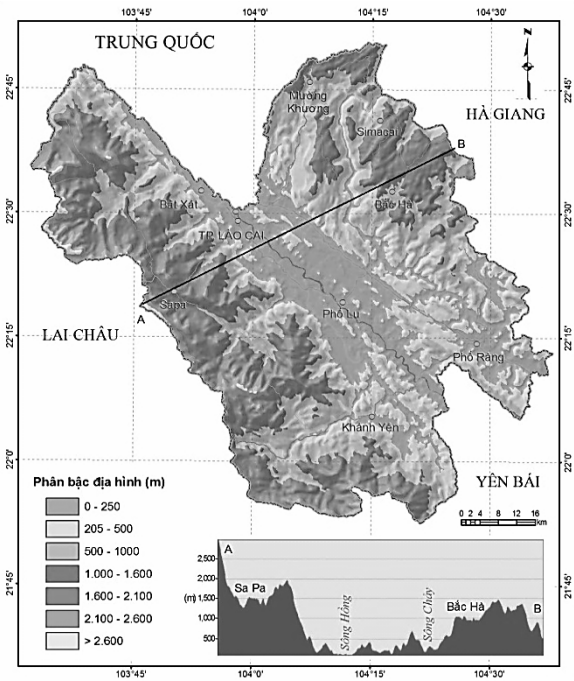 103°45' 104°0' 104°15' 104°30'
TRUNG QUỐC
N
22°45' 22°45'
HÀ GIANG
Mường
Khương
Simacai
B
22°30' 22°30'
Bát Xát
Bắc Hà
TP. LÀO CAI
Sapa
A
Phố Lu
LAI CHÂU
22°15' 22°15'
Phố Ràng
Khánh Yên
22°0' 22°0'
YÊN BÁI
Phân bậc địa hình (m)
0 - 250
205 - 500
500 - 1000
1.000 - 1.600
1.600 - 2.100
2.100 - 2.600
> 2.600
0 2 4 8 12 16
km
21°45' 21°45'
A
2,500
2,000
(m) 1,500
1,000
500
Sa Pa
Sông Hồng
Sông Chảy
Bắc Hà
B
103°45' 104°0' 104°15' 104°30'